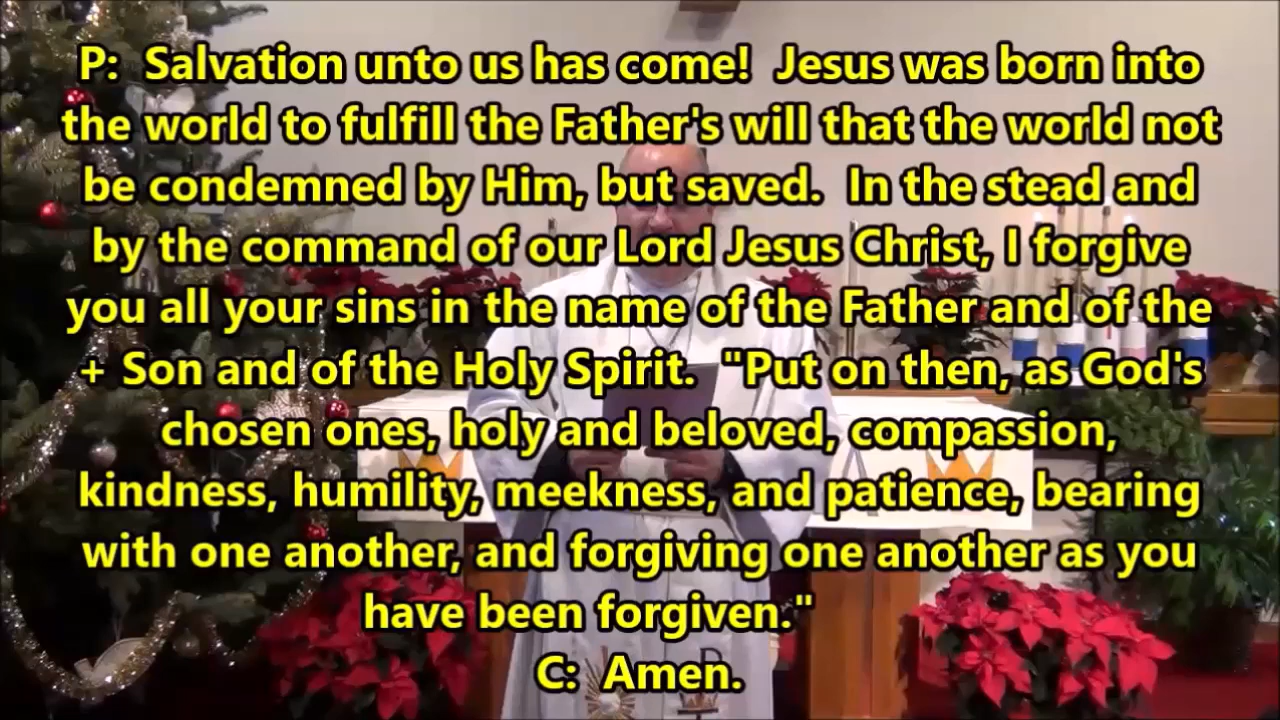 P:  Salvation unto us has come!  Jesus was born into
the world to fulfill the Father's will that the world not
be condemned by Him, but saved.  In the stead and
by the command of our Lord Jesus Christ, I forgive
you all your sins in the name of the Father and of the
+ Son and of the Holy Spirit.  "Put on then, as God's
chosen ones, holy and beloved, compassion,
kindness, humility, meekness, and patience, bearing
with one another, and forgiving one another as you
have been forgiven."
C:  Amen.